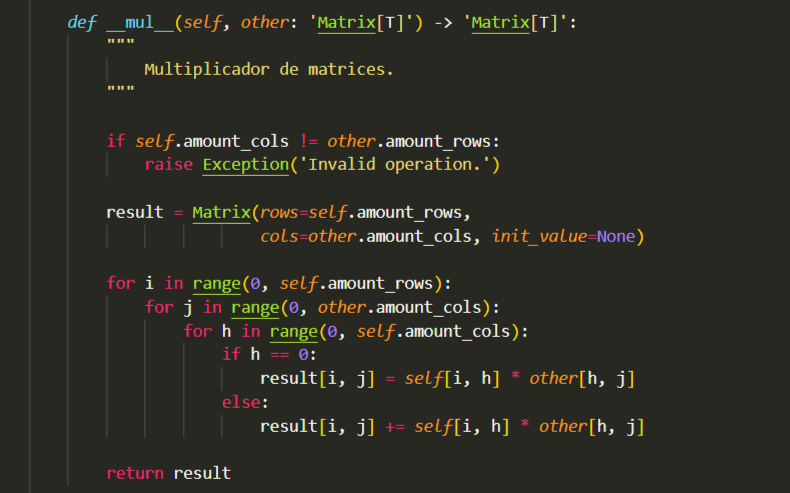 def __mul__(self, other: 'Matrix[T]') -> 'Matrix[T]':
"""
Multiplicador de matrices.
"""
if self.amount_cols != other.amount_rows:
raise Exception('Invalid operation.')
result = Matrix(rows=self.amount_rows,
cols=other.amount_cols, init_value=None)
for i in range(0, self.amount_rows):
for j in range(0, other.amount_cols):
for h in range(0, self.amount_cols):
if h == 0:
result[i, j] = self[i, h] * other[h, j]
else:
result[i, j] += self[i, h] * other[h, j]
return result